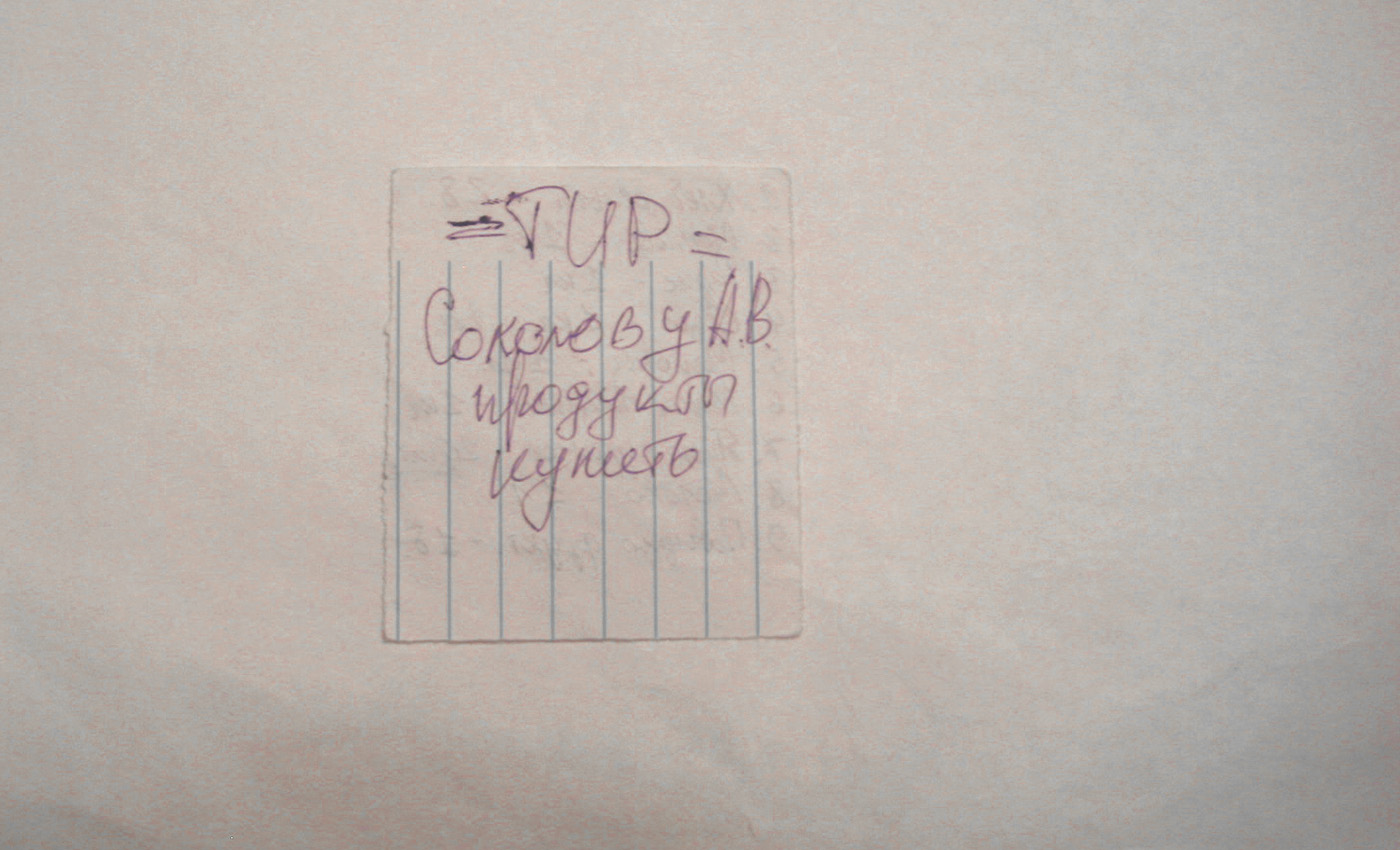 = ТИР =
Соколову А.В.
продукты
купить